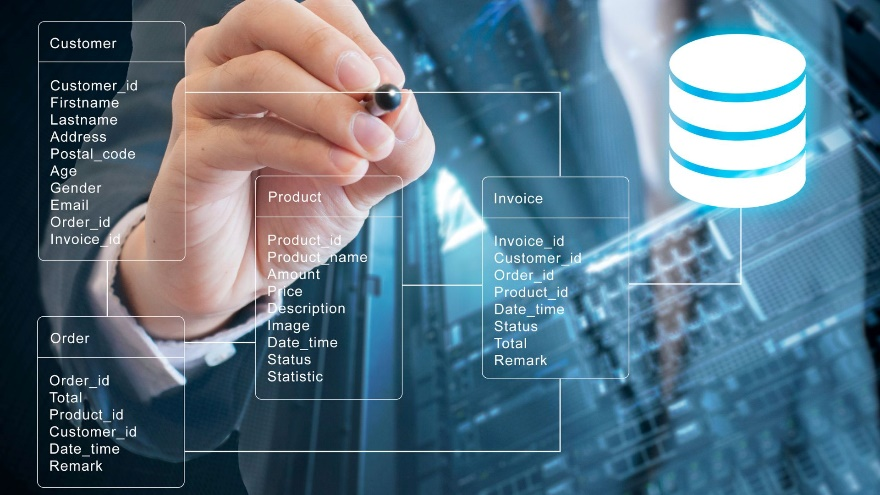 Customer
Customer_id
Firstname
Lastname
Address
Postal_code
Age
Gender
Email
Order_id
Invoice_id
Product
Product_id
Product_name
Amount
Price
Description
Image
Date_time
Status
Statistic
Invoice
Invoice_id
Customer_id
Order_id
Product_id
Date_time
Status
Total
Remark
Order
Order_id
Total
Product_id
Customer_id
Date_time
Remark